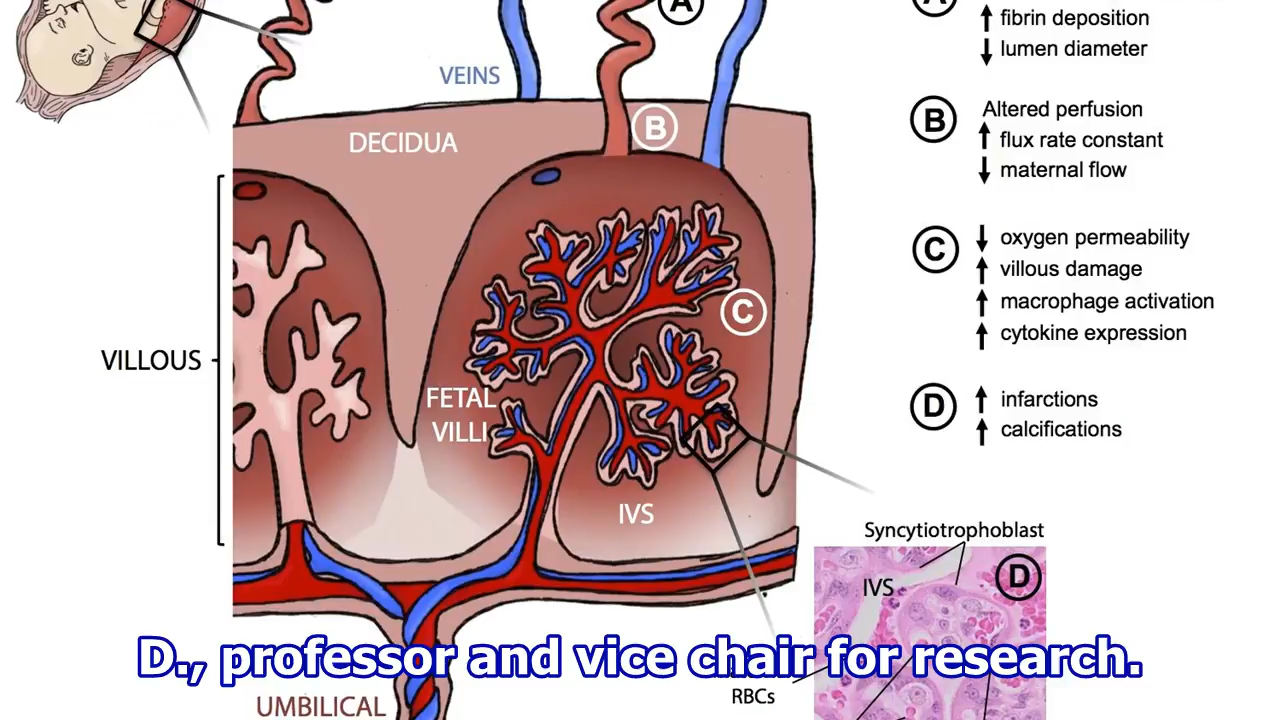 A
A
↑ fibrin deposition
↓ lumen diameter
VEINS
B
DECIDUA
B
Altered perfusion
↑ flux rate constant
↓ maternal flow
C
↓ oxygen permeability
↑ villous damage
↑ macrophage activation
↑ cytokine expression
C
VILLOUS
FETAL
VILLI
D
↑ infarctions
↑ calcifications
IVS
Syncytiotrophoblast
D
IVS
D., professor and vice chair for research.
RBCs
UMBILICAL